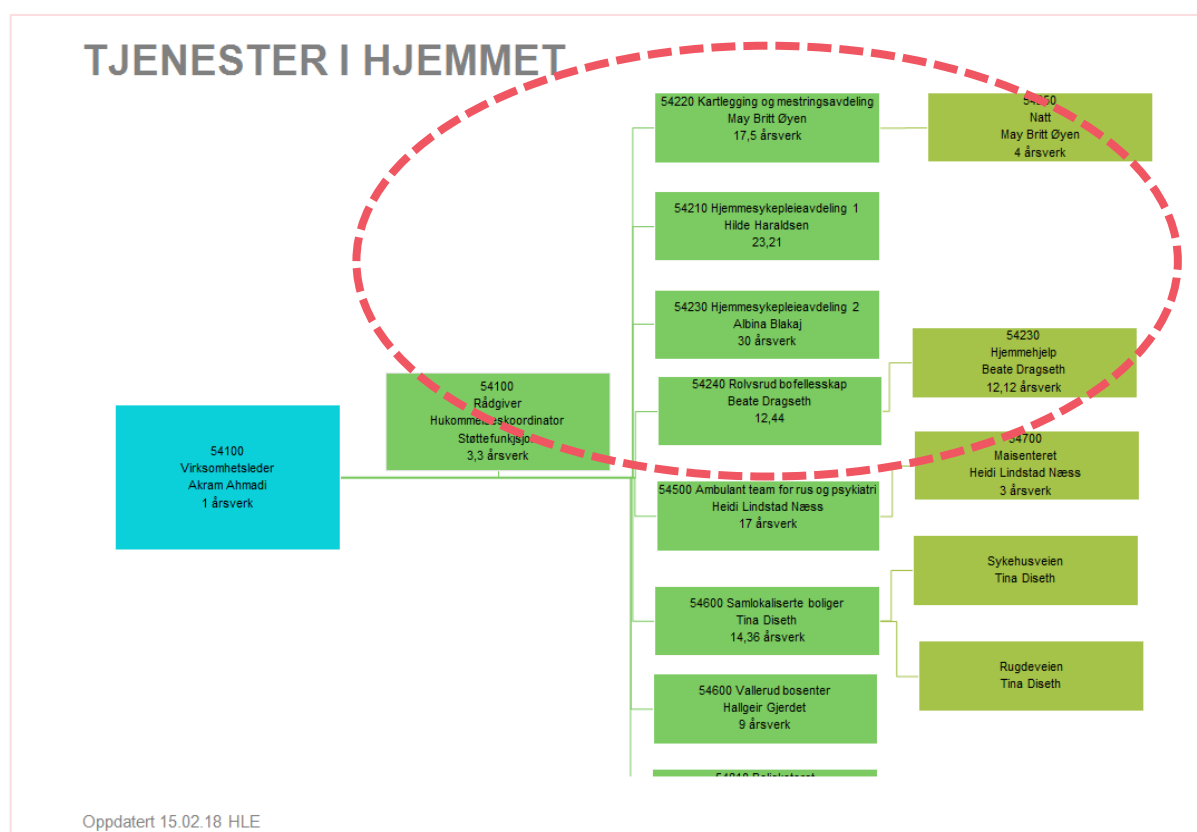 TJENESTER I HJEMMET
54220 Kartlegging og mestringsavdeling
May Britt Øyen
17,5 årsverk
Natt
May Britt Øyen
4 årsverk
54210 Hjemmesykepleieavdeling 1
Hilde Haraldsen
23,21
54230 Hjemmesykepleieavdeling 2
Albina Blakaj
30 årsverk
54230
Hjemmehjelp
Beate Dragseth
12,12 årsverk
54240 Rolvsrud bofellesskap
Beate Dragseth
12,44
54100
Rådgiver
Hukommelseskoordinator
Støttefunkjsjon
3,3 årsverk
54100
Virksomhetsleder
Akram Ahmadi
1 årsverk
54700
Maisenteret
Heidi Lindstad Næss
3 årsverk
54500 Ambulant team for rus og psykiatri
Heidi Lindstad Næss
17 årsverk
Sykehusveien
Tina Diseth
54600 Samlokaliserte boliger
Tina Diseth
14,36 årsverk
Rugdeveien
Tina Diseth
54600 Vallerud bosenter
Hallgeir Gjerdet
9 årsverk
Oppdatert 15.02.18 HLE